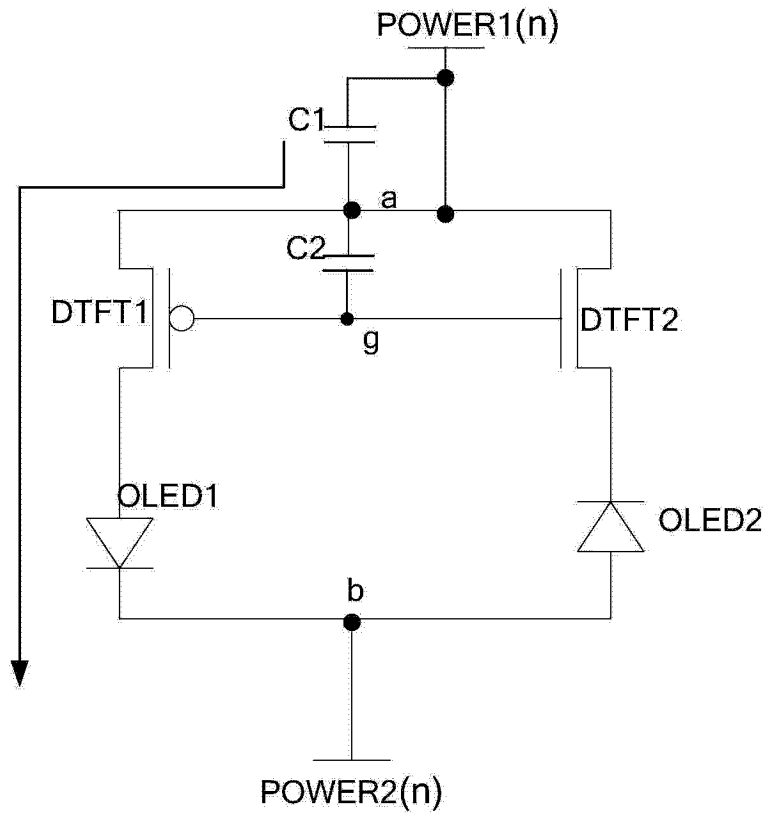 POWER1(n)
C1
a
C2
DTFT1
DTFT2
g
OLED1
OLED2
b
POWER2(n)